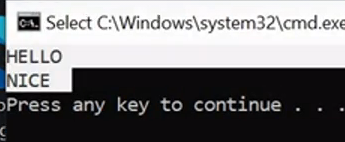 Select C:\Windows\system32\cmd.exe
HELLO
NICE
Press any key to continue . . .